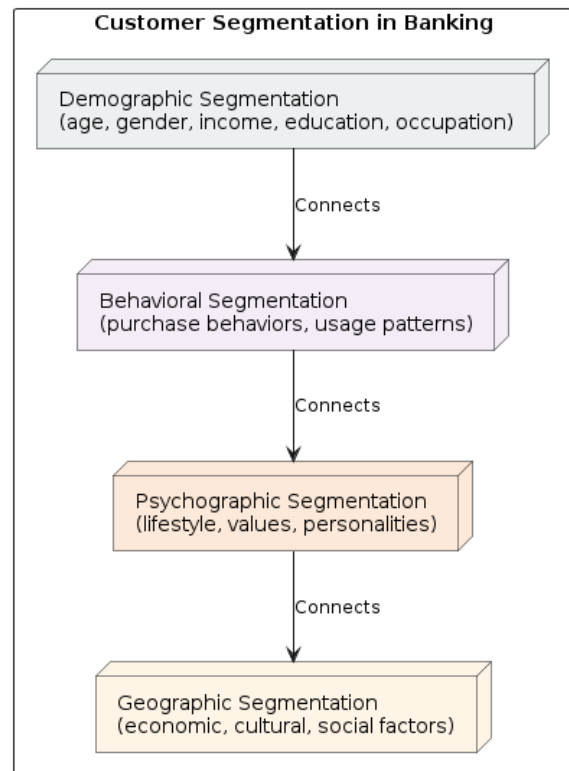 Customer Segmentation in Banking
Demographic Segmentation
(age, gender, income, education, occupation)
Connects
Behavioral Segmentation
(purchase behaviors, usage patterns)
Connects
Psychographic Segmentation
(lifestyle, values, personalities)
Connects
Geographic Segmentation
(economic, cultural, social factors)